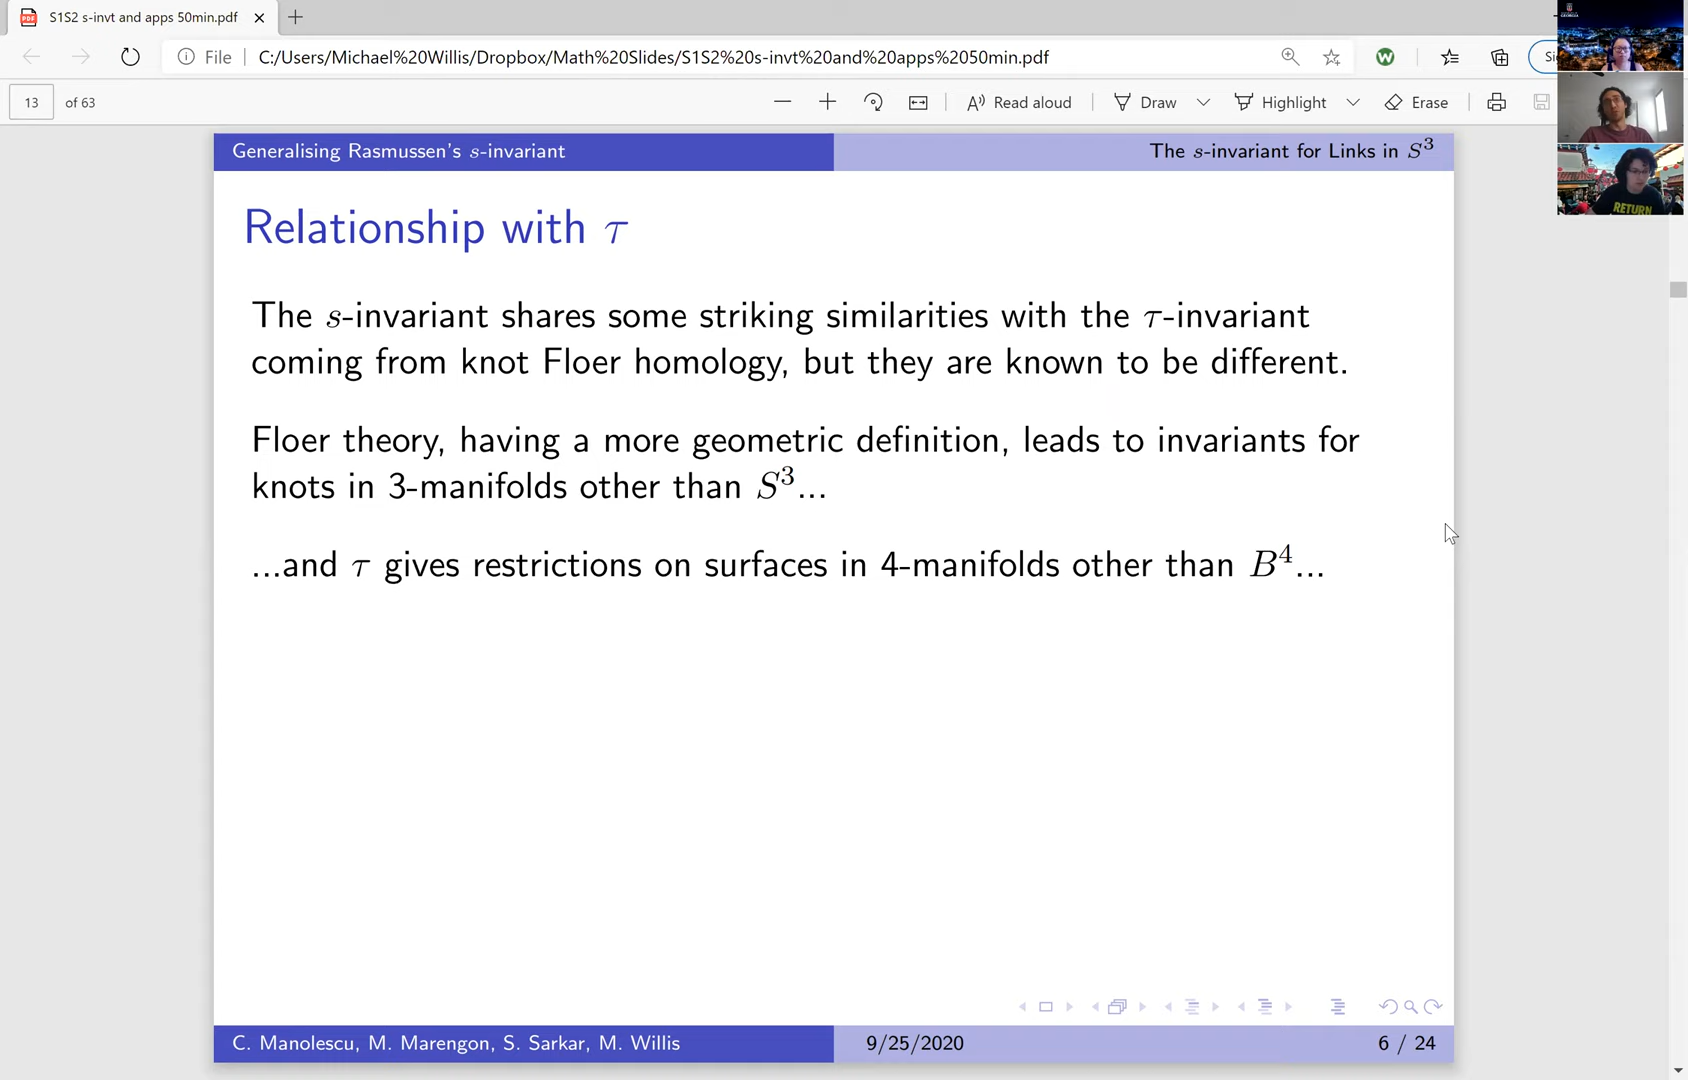 S1S2 s-invt and apps 50min.pdf
File
C:/Users/Michael%20Willis/Dropbox/Math%20Slides/S1S2%20s-invt%20and%20apps%2050min.pdf
13 of 63
Read aloud
Draw
Highlight
Erase
Generalising Rasmussen's s-invariant
The s-invariant for Links in S³
Relationship with τ
The s-invariant shares some striking similarities with the τ-invariant
coming from knot Floer homology, but they are known to be different.
Floer theory, having a more geometric definition, leads to invariants for
knots in 3-manifolds other than S³...
...and τ gives restrictions on surfaces in 4-manifolds other than B⁴...
C. Manolescu, M. Marengon, S. Sarkar, M. Willis
9/25/2020
6 / 24
RETURN